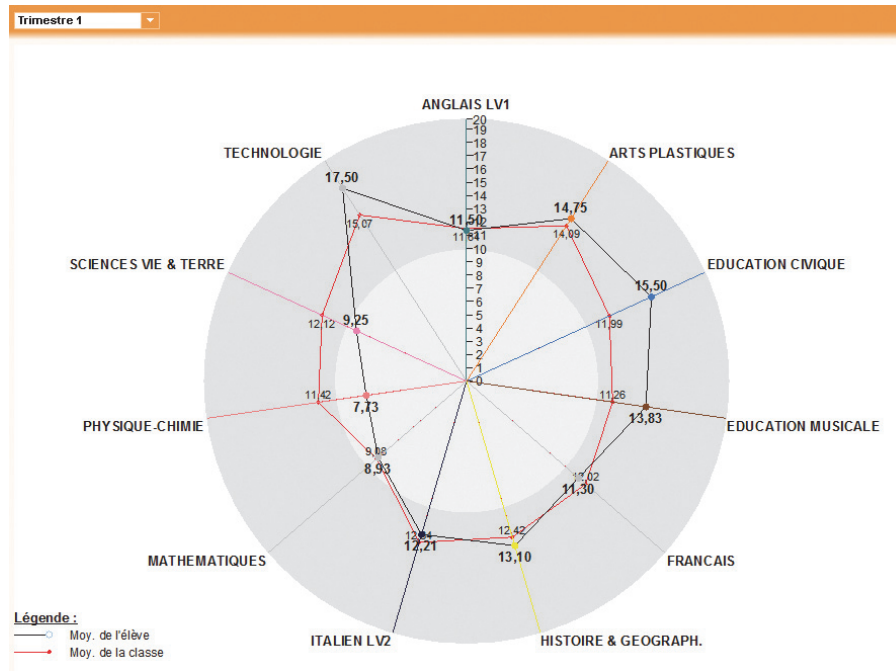 Trimestre 1
ANGLAIS LV1
TECHNOLOGIE
ARTS PLASTIQUES
SCIENCES VIE & TERRE
EDUCATION CIVIQUE
PHYSIQUE-CHIMIE
EDUCATION MUSICALE
MATHEMATIQUES
FRANCAIS
ITALIEN LV2
HISTOIRE & GEOGRAPH.
20
19
18
17
16
15
14
13
12
11
10
9
8
7
6
5
4
3
2
1
0
17,50
15,07
11,50
14,75
14,09
15,50
11,99
9,25
12,12
11,42
7,73
11,26
13,83
9,08
8,93
11,30
12,21
12,42
13,10
Légende :
Moy. de l'élève
Moy. de la classe